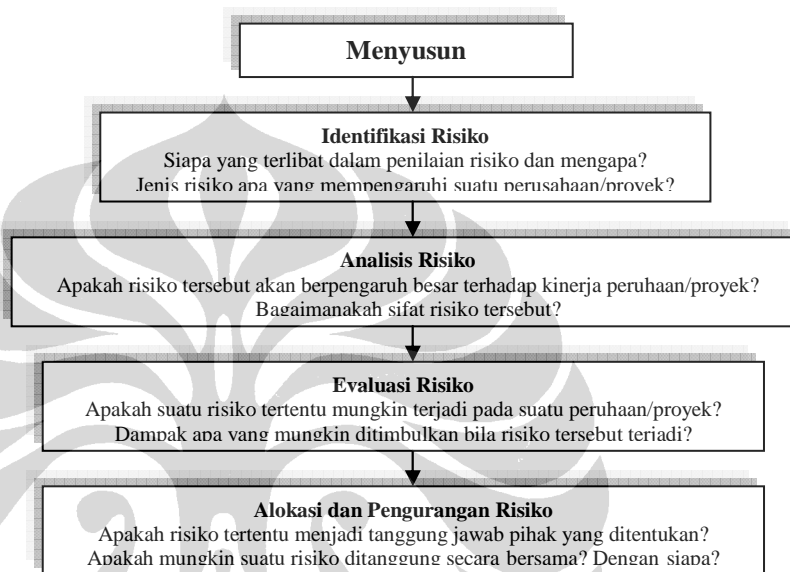 Menyusun
Identifikasi Risiko
Siapa yang terlibat dalam penilaian risiko dan mengapa?
Jenis risiko apa yang mempengaruhi suatu perusahaan/proyek?
Analisis Risiko
Apakah risiko tersebut akan berpengaruh besar terhadap kinerja peruhaan/proyek?
Bagaimanakah sifat risiko tersebut?
Evaluasi Risiko
Apakah suatu risiko tertentu mungkin terjadi pada suatu peruhaan/proyek?
Dampak apa yang mungkin ditimbulkan bila risiko tersebut terjadi?
Alokasi dan Pengurangan Risiko
Apakah risiko tertentu menjadi tanggung jawab pihak yang ditentukan?
Apakah mungkin suatu risiko ditanggung secara bersama? Dengan siapa?